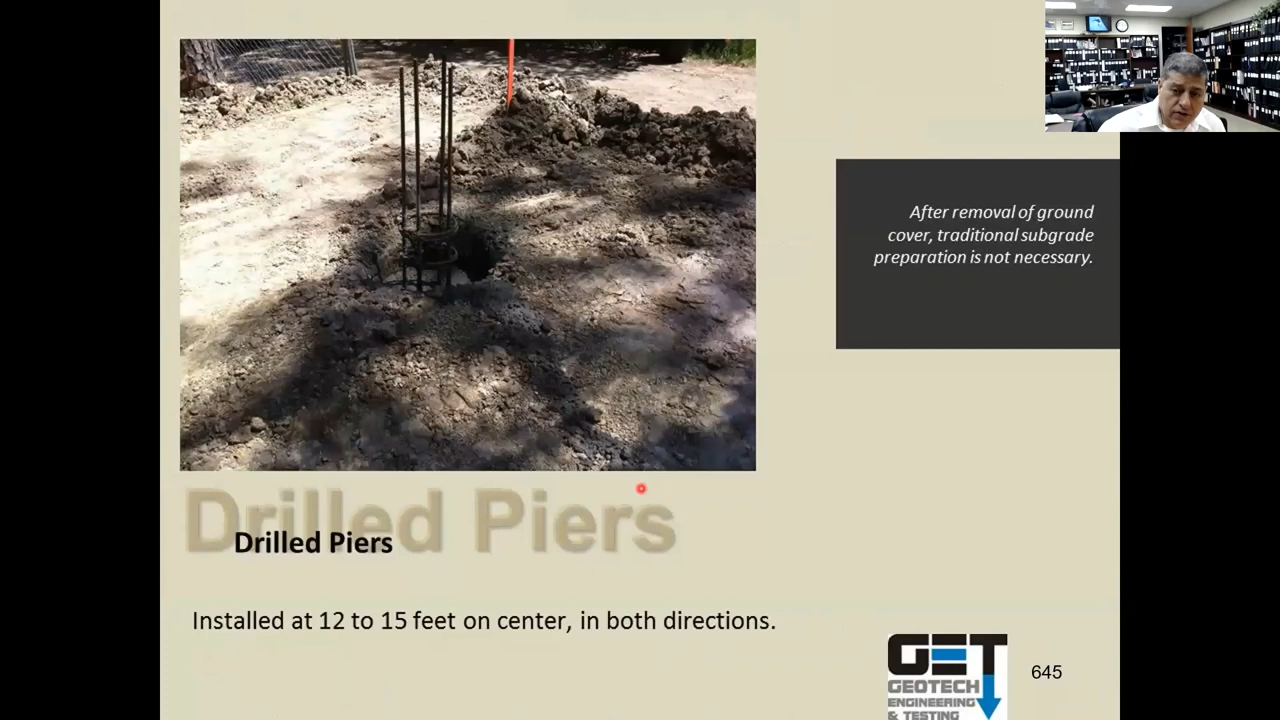 After removal of ground
cover, traditional subgrade
preparation is not necessary.
Drilled Piers
Drilled Piers
Installed at 12 to 15 feet on center, in both directions.
GET
GEOTECH
ENGINEERING
& TESTING
645